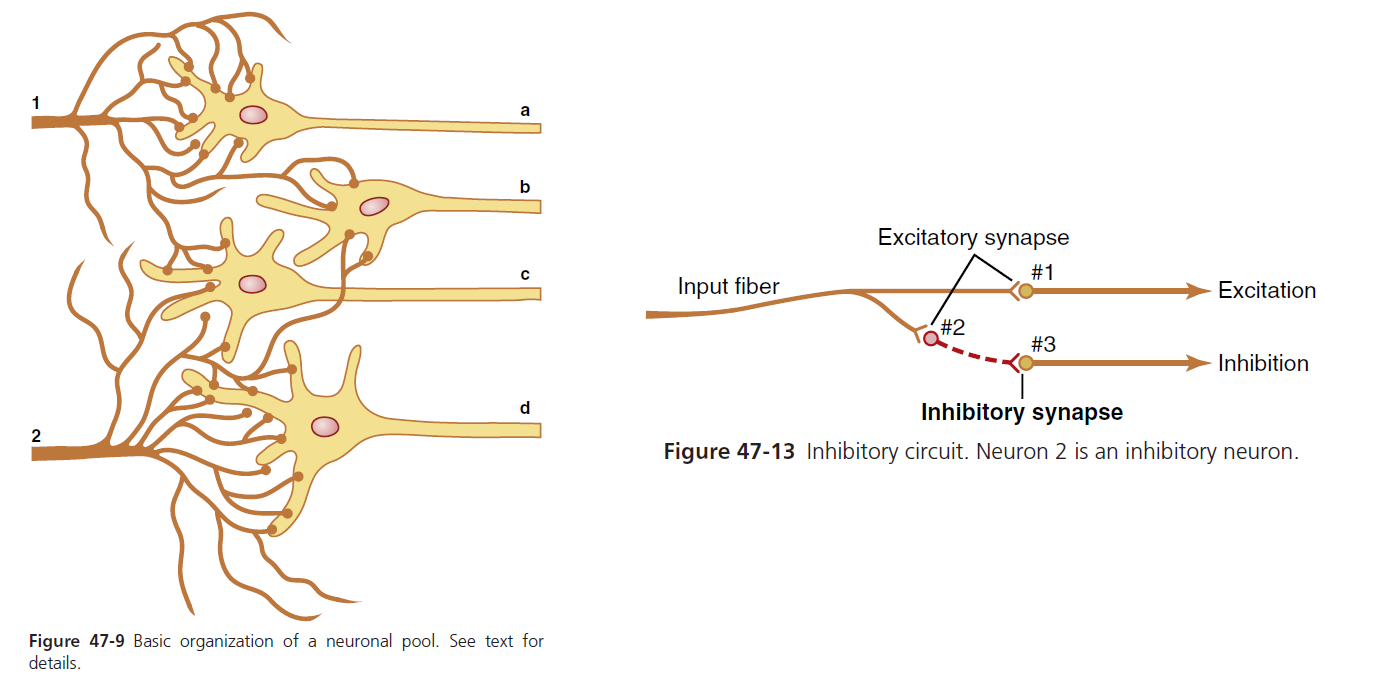 1
a
b
c
2
d
Figure 47-9 Basic organization of a neuronal pool. See text for
details.
Excitatory synapse
#1
Input fiber
Excitation
#2
#3
Inhibition
Inhibitory synapse
Figure 47-13 Inhibitory circuit. Neuron 2 is an inhibitory neuron.